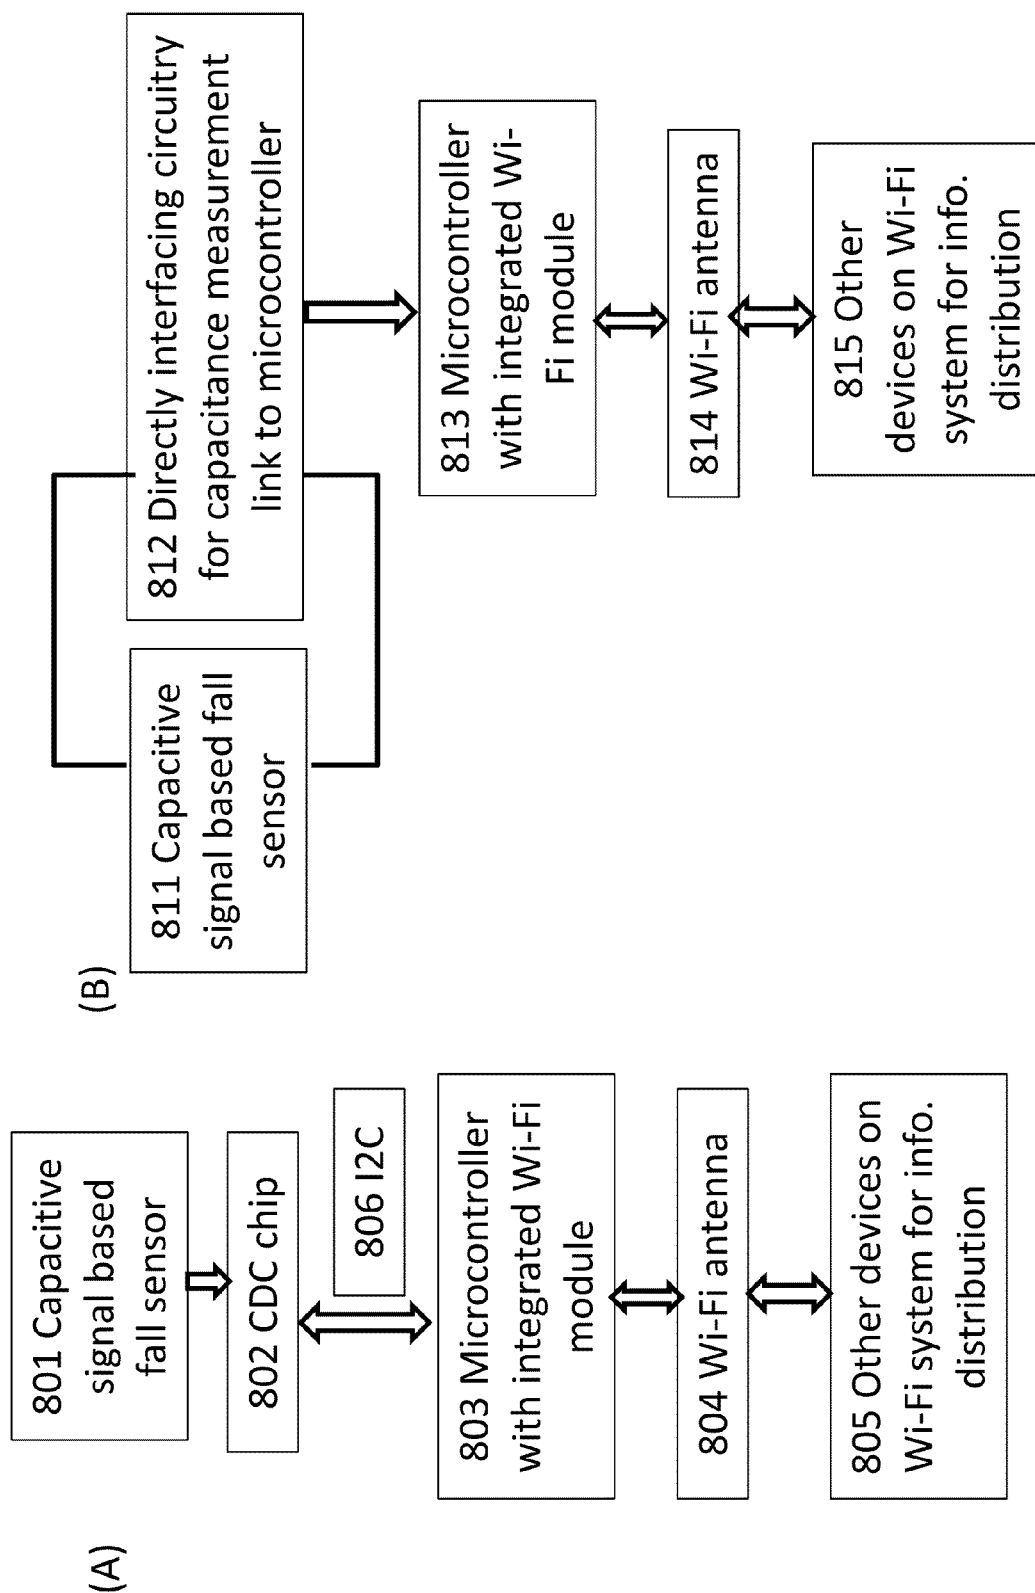 (A)
801 Capacitive
signal based
fall sensor
802 CDC chip
806 I2C
803 Microcontroller
with integrated Wi-Fi
module
804 Wi-Fi antenna
805 Other devices on
Wi-Fi system for info.
distribution
(B)
811 Capacitive
signal based fall
sensor
812 Directly interfacing circuitry
for capacitance measurement
link to microcontroller
813 Microcontroller
with integrated Wi-
Fi module
814 Wi-Fi antenna
815 Other
devices on Wi-Fi
system for info.
distribution